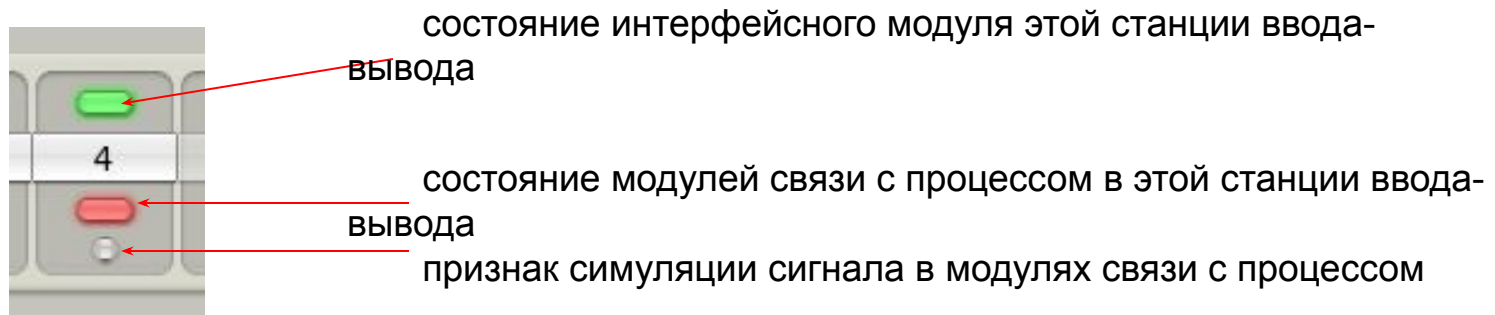 состояние интерфейсного модуля этой станции ввода-
вывода
4
состояние модулей связи с процессом в этой станции ввода-
вывода
признак симуляции сигнала в модулях связи с процессом